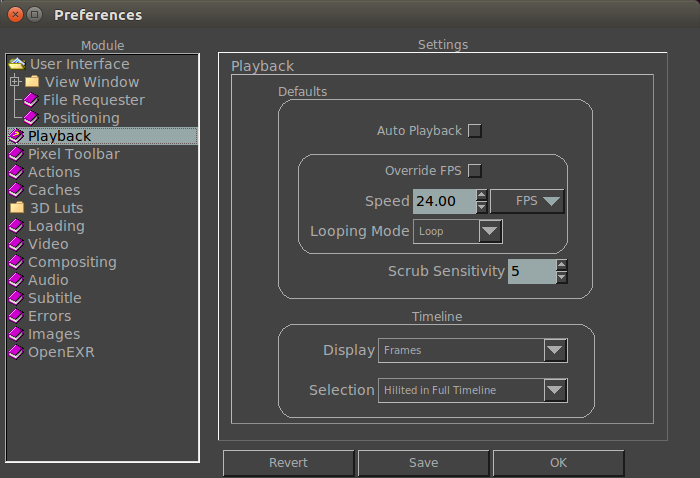 Preferences
Module
User Interface
View Window
File Requester
Positioning
Playback
Pixel Toolbar
Actions
Caches
3D Luts
Loading
Video
Compositing
Audio
Subtitle
Errors
Images
OpenEXR
Settings
Playback
Defaults
Auto Playback
Override FPS
Speed 24.00 FPS
Looping Mode Loop
Scrub Sensitivity 5
Timeline
Display Frames
Selection Hilited in Full Timeline
Revert Save OK